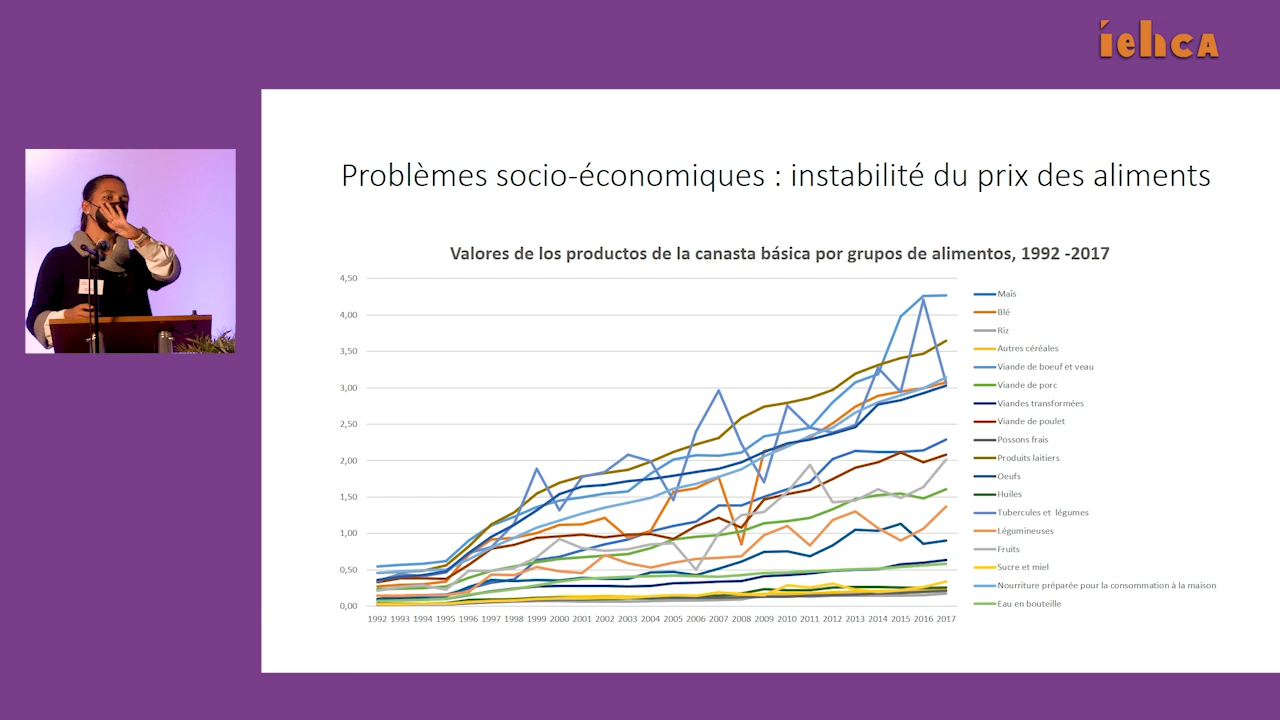 iehcA
Problèmes socio-économiques : instabilité du prix des aliments
Valores de los productos de la canasta básica por grupos de alimentos, 1992 -2017
4,50
4,00
3,50
3,00
2,50
2,00
1,50
1,00
0,50
0,00
1992 1993 1994 1995 1996 1997 1998 1999 2000 2001 2002 2003 2004 2005 2006 2007 2008 2009 2010 2011 2012 2013 2014 2015 2016 2017
Maïs
Blé
Riz
Autres céréales
Viande de boeuf et veau
Viande de porc
Viandes transformées
Viande de poulet
Possons frais
Produits laitiers
Oeufs
Huiles
Tubercules et légumes
Légumineuses
Fruits
Sucre et miel
Nourriture préparée pour la consommation à la maison
Eau en bouteille